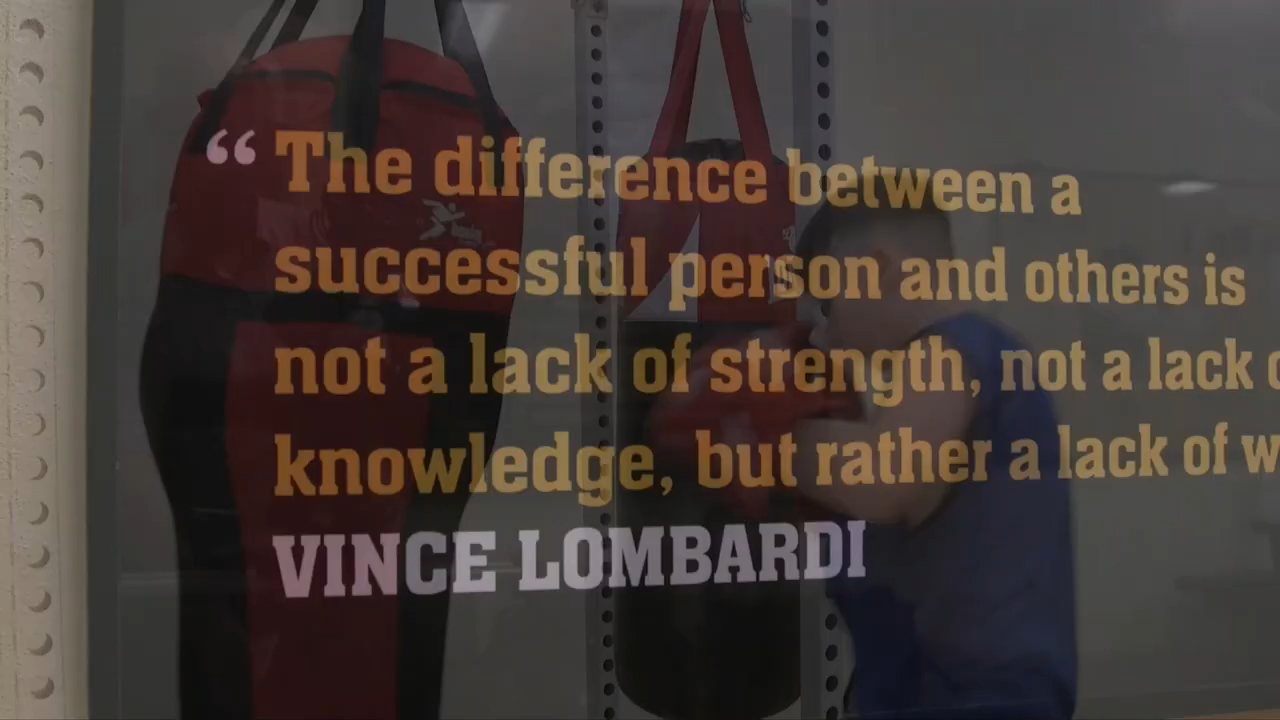 “ The difference between a
successful person and others is
not a lack of strength, not a lack
knowledge, but rather a lack of
VINCE LOMBARDI